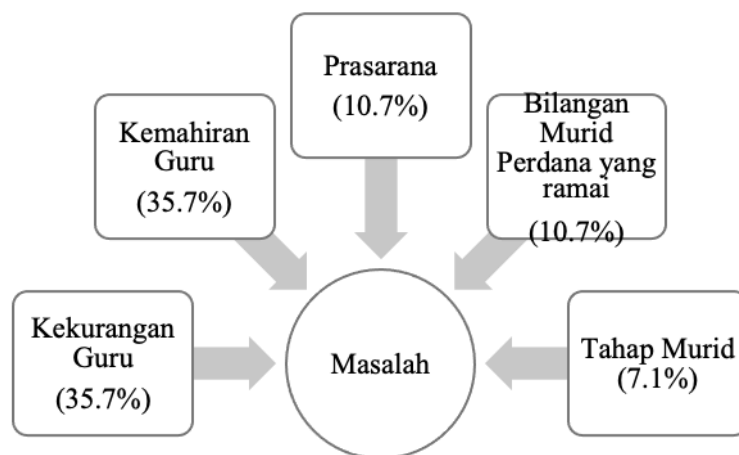 Prasarana
(10.7%)
Kemahiran
Guru
(35.7%)
Bilangan
Murid
Perdana yang
ramai
(10.7%)
Kekurangan
Guru
(35.7%)
Masalah
Tahap Murid
(7.1%)